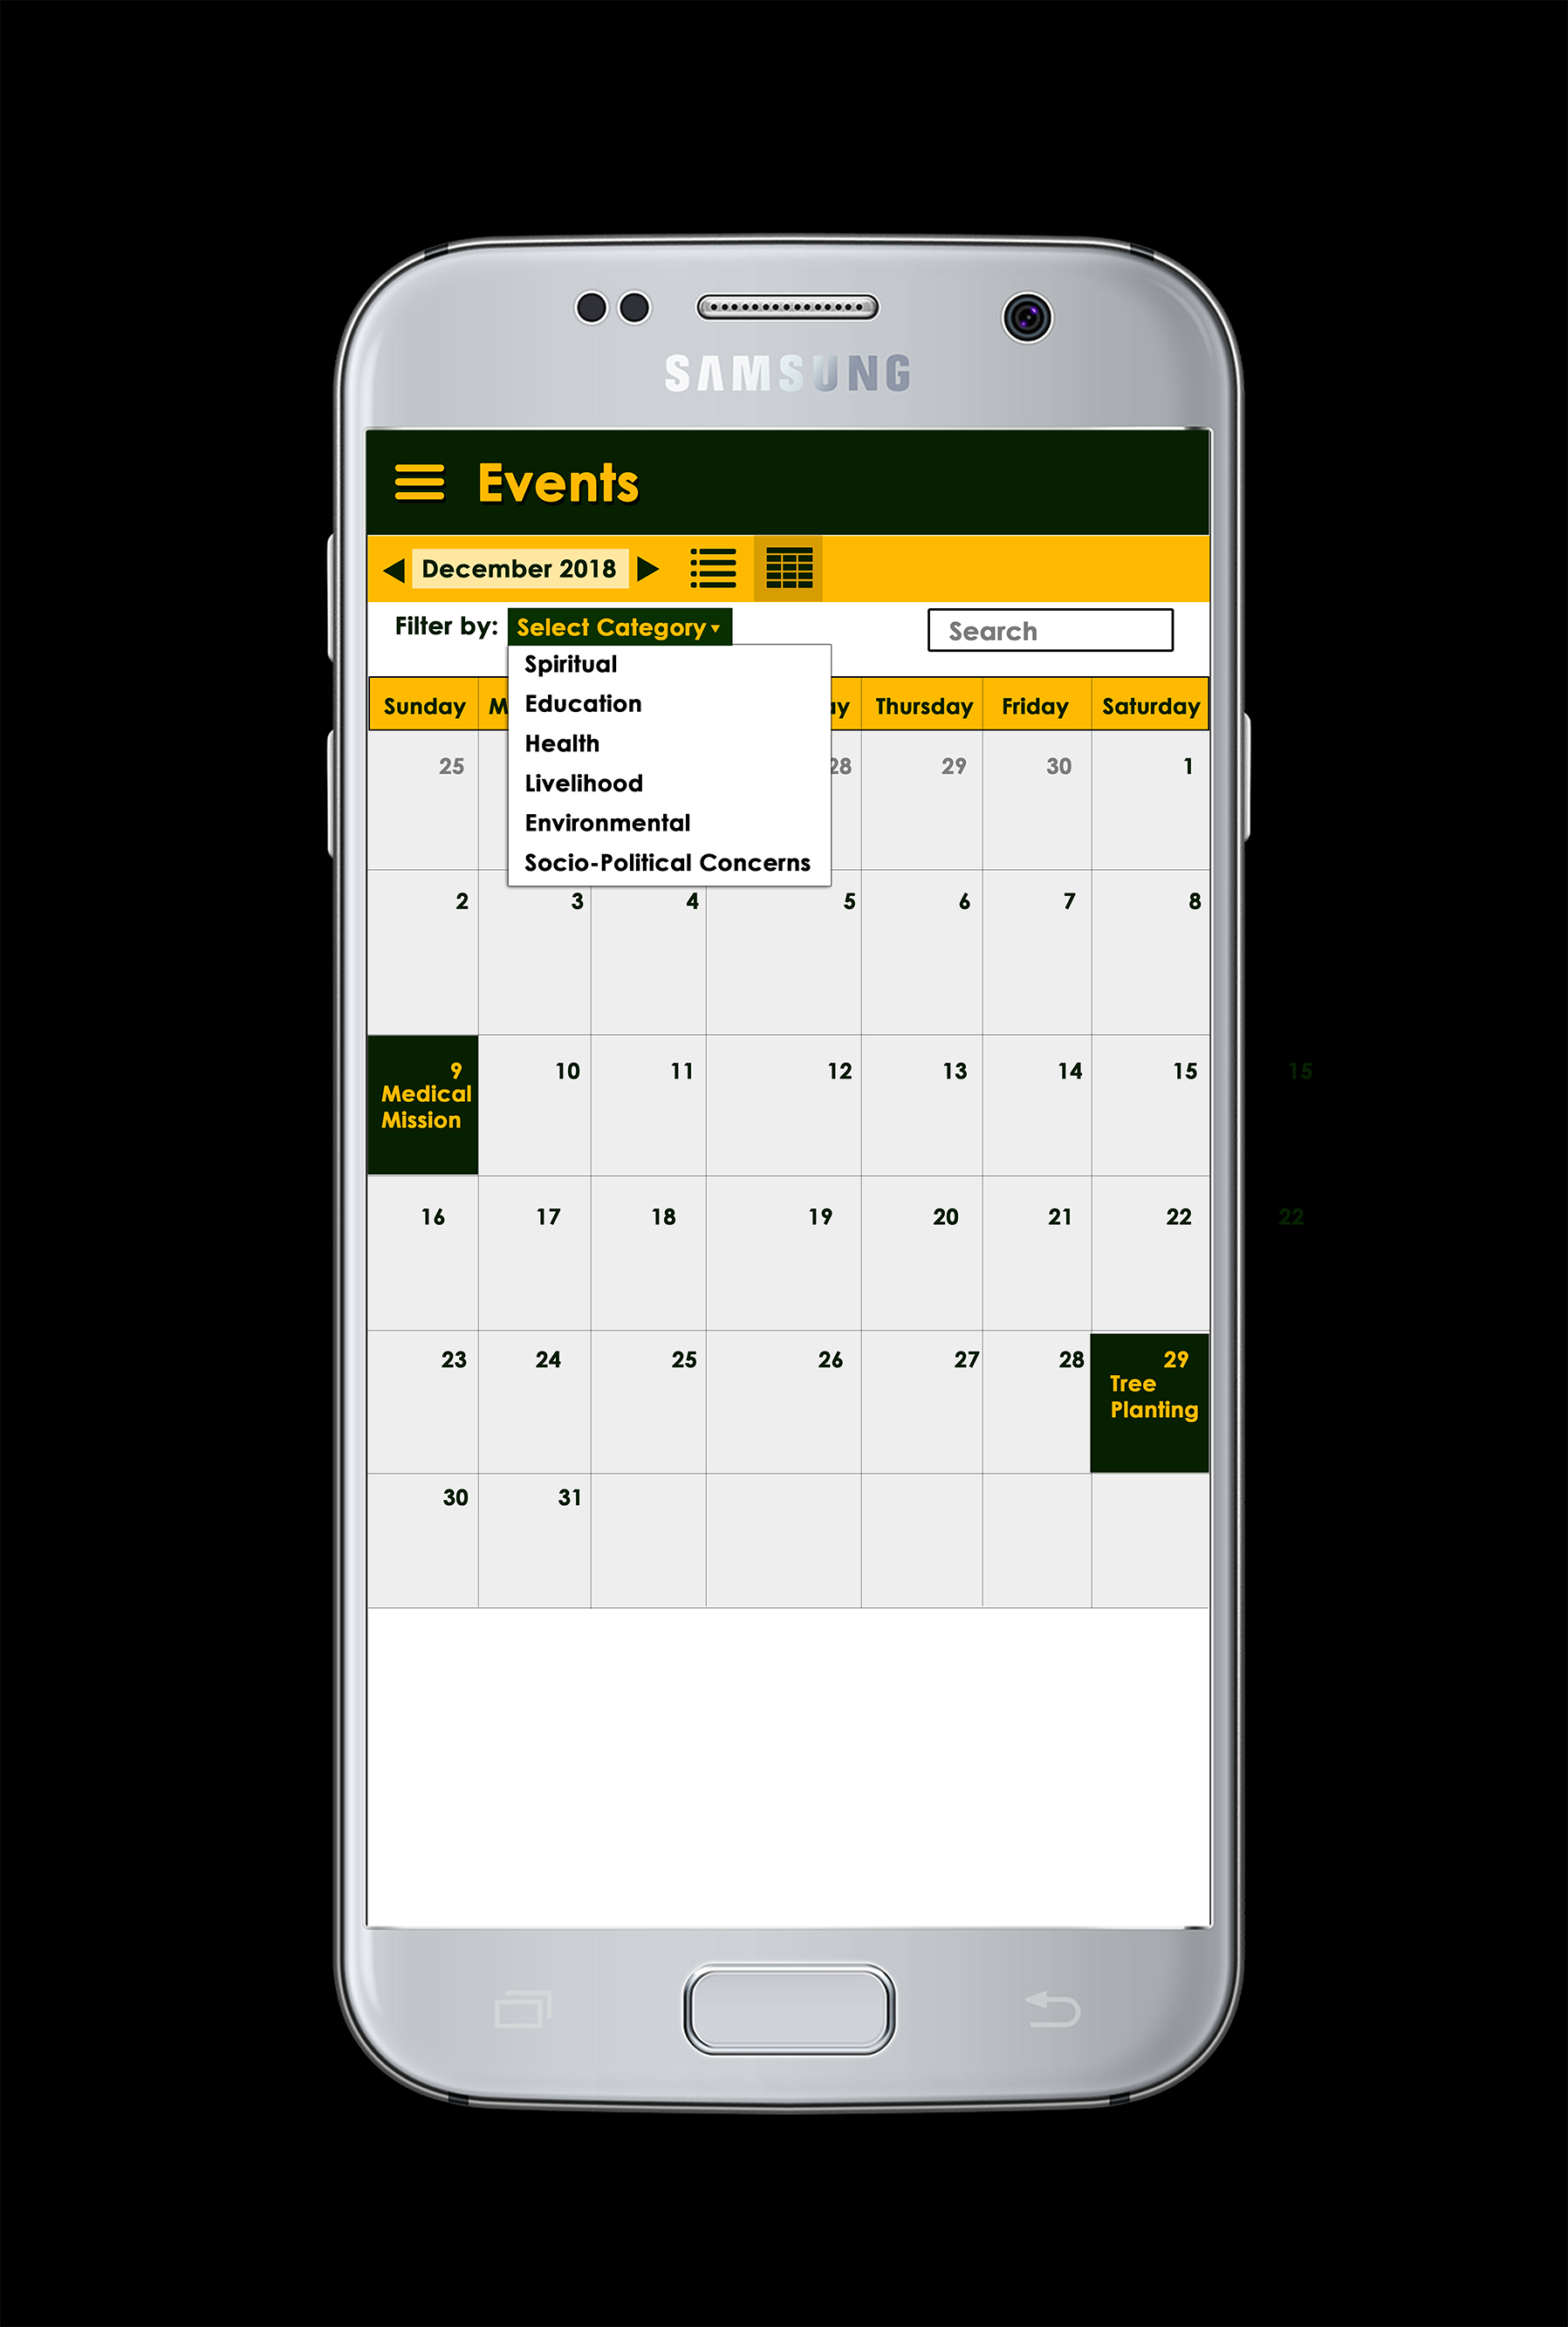 SAMSUNG
Events
December 2018
Filter by: Select Category Search
Spiritual
Education
Health
Livelihood
Environmental
Socio-Political Concerns
Sunday M ay Thursday Friday Saturday
25 28 29 30 1
2 3 4 5 6 7 8
9 10 11 12 13 14 15 15
Medical
Mission
16 17 18 19 20 21 22 22
23 24 25 26 27 28 29
Tree
Planting
30 31